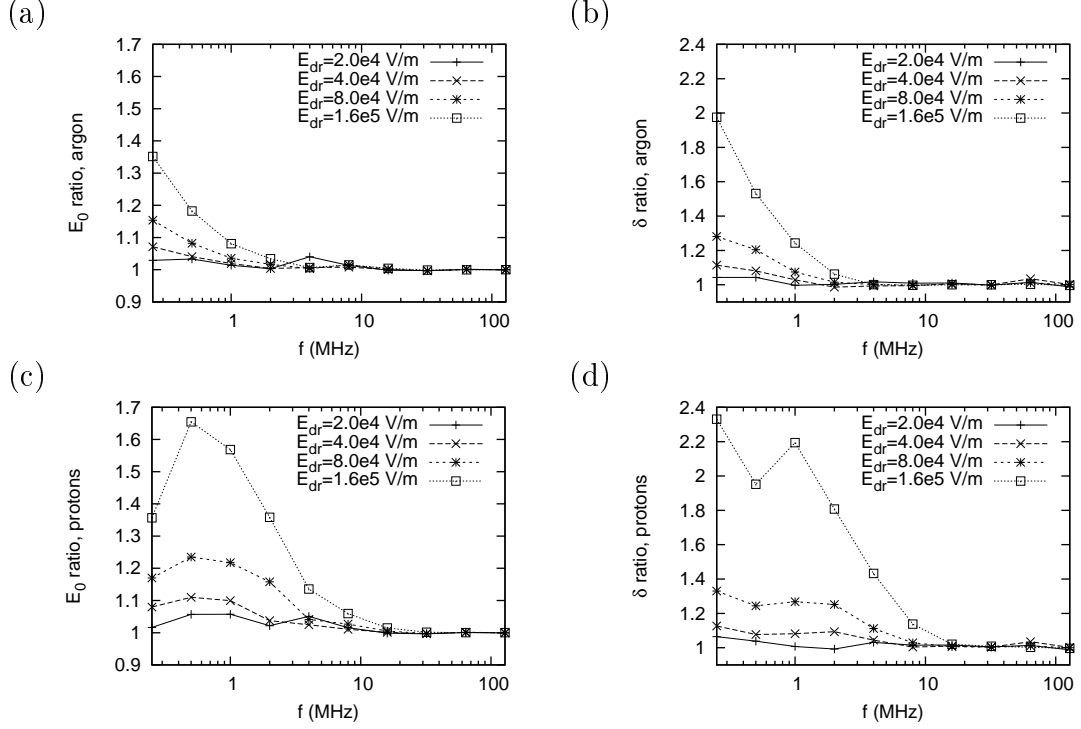 (a)
E0 ratio, argon
1.7
1.6
1.5
1.4
1.3
1.2
1.1
1
0.9
Edr=2.0e4 V/m
Edr=4.0e4 V/m
Edr=8.0e4 V/m
Edr=1.6e5 V/m
1 10 100
f (MHz)
(b)
δ ratio, argon
2.4
2.2
2
1.8
1.6
1.4
1.2
1
Edr=2.0e4 V/m
Edr=4.0e4 V/m
Edr=8.0e4 V/m
Edr=1.6e5 V/m
1 10 100
f (MHz)
(c)
E0 ratio, protons
1.7
1.6
1.5
1.4
1.3
1.2
1.1
1
0.9
Edr=2.0e4 V/m
Edr=4.0e4 V/m
Edr=8.0e4 V/m
Edr=1.6e5 V/m
1 10 100
f (MHz)
(d)
δ ratio, protons
2.4
2.2
2
1.8
1.6
1.4
1.2
1
Edr=2.0e4 V/m
Edr=4.0e4 V/m
Edr=8.0e4 V/m
Edr=1.6e5 V/m
1 10 100
f (MHz)